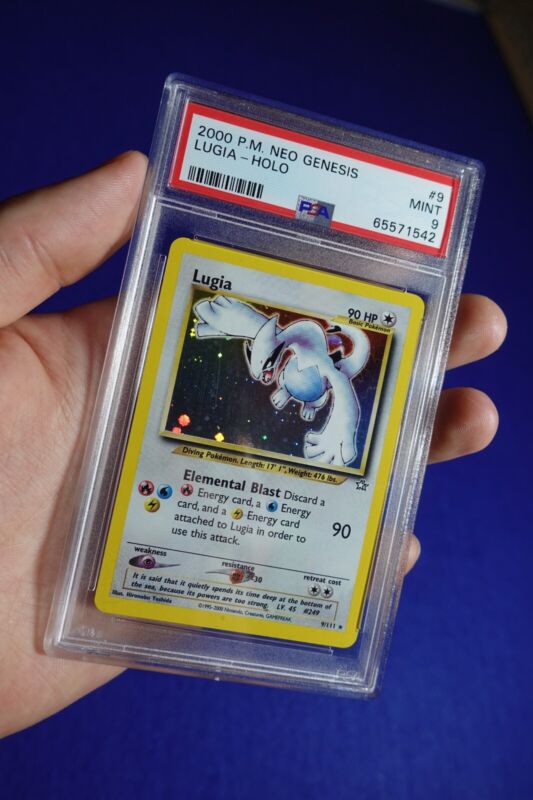 2000 P.M. NEO GENESIS #9
LUGIA - HOLO MINT
9
PSA 65571542
Lugia
90 HP
Basic Pokémon
Diving Pokémon. Length: 17' 1", Weight: 476 lbs.
Elemental Blast Discard a
Energy card, a Energy
card, and a Energy card
attached to Lugia in order to
use this attack.
90
weakness
resistance
-30
retreat cost
It is said that it quietly spends its time deep at the bottom of
the sea, because its powers are too strong. LV. 45 #249
Illus. Hironobu Yoshida
©1995-2000 Nintendo, Creatures, GAMEFREAK.
9/111